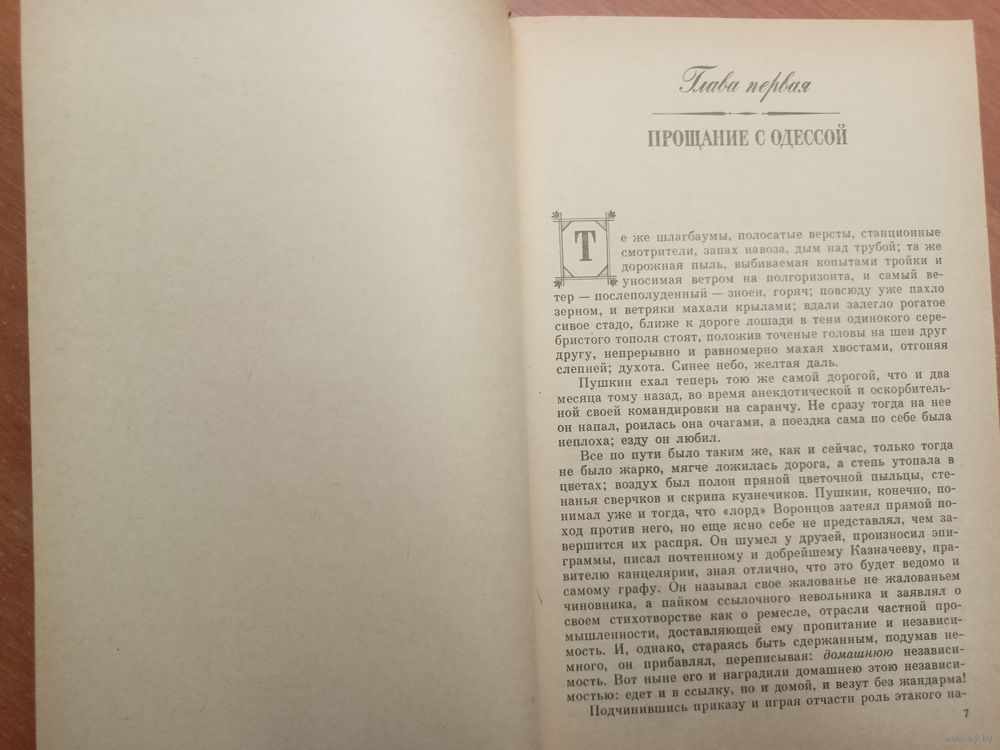 Глава первая
ПРОЩАНИЕ С ОДЕССОЙ
Те же шлагбаумы, полосатые версты, станционные
смотрители, запах навоза, дым над трубой; та же
дорожная пыль, выбиваемая копытами тройки и
уносимая ветром на полгоризонта, и самый ве-
тер — послеполуденный — зноен, горяч; повсюду уже пахло
зерном, и ветряки махали крылами; вдали залегло рогатое
сивое стадо, ближе к дороге лошади в тени одинокого сере-
бристого тополя стоят, положив точеные головы на шеи друг
другу, непрерывно и равномерно махая хвостами, отгоняя
слепней; духота. Синее небо, желтая даль.
Пушкин ехал теперь тою же самой дорогой, что и два
месяца тому назад, во время анекдотической и оскорбитель-
ной своей командировки на саранчу. Не сразу тогда на нее
он напал, роилась она очагами, а поездка сама по себе была
неплоха; езду он любил.
Все по пути было таким же, как и сейчас, только тогда
не было жарко, мягче ложилась дорога, а степь утопала в
цветах; воздух был полон пряной цветочной пыльцы, сте-
нанья сверчков и скрипа кузнечиков. Пушкин, конечно, по-
нимал уже и тогда, что «лорд» Воронцов затеял прямой по-
ход против него, но еще ясно себе не представлял, чем за-
вершится их распря. Он шумел у друзей, произносил эпи-
граммы, писал почтенному и добрейшему Казначееву, пра-
вителю канцелярии, зная отлично, что это будет ведомо и
самому графу. Он называл свое жалованье не жалованьем
чиновника, а пайком ссылочного невольника и заявлял о
своем стихотворстве как о ремесле, отрасли частной про-
мышленности, доставляющей ему пропитание и независи-
мость. И, однако, стараясь быть сдержанным, подумав не-
много, он прибавлял, переписывая: домашнюю независи-
мость. Вот ныне его и наградили домашнею этою независи-
мостью: едет и в ссылку, но и домой, и везут без жандарма!
Подчинившись приказу и играя отчасти роль этакого на-
7
www.ay.by